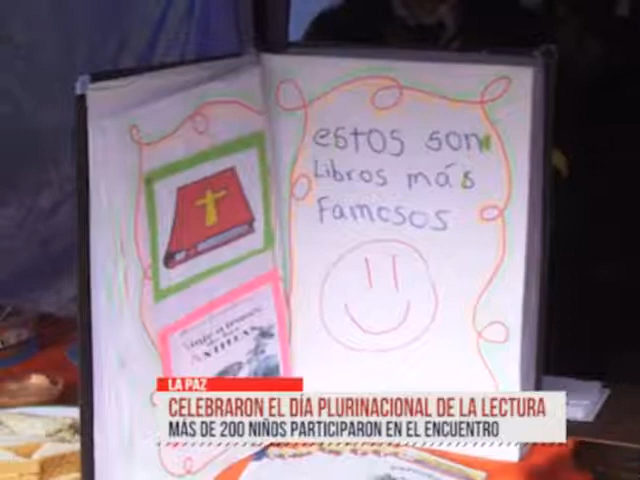 estos son
Libros más
Famosos
LA PAZ
CELEBRARON EL DÍA PLURINACIONAL DE LA LECTURA
MÁS DE 200 NIÑOS PARTICIPARON EN EL ENCUENTRO